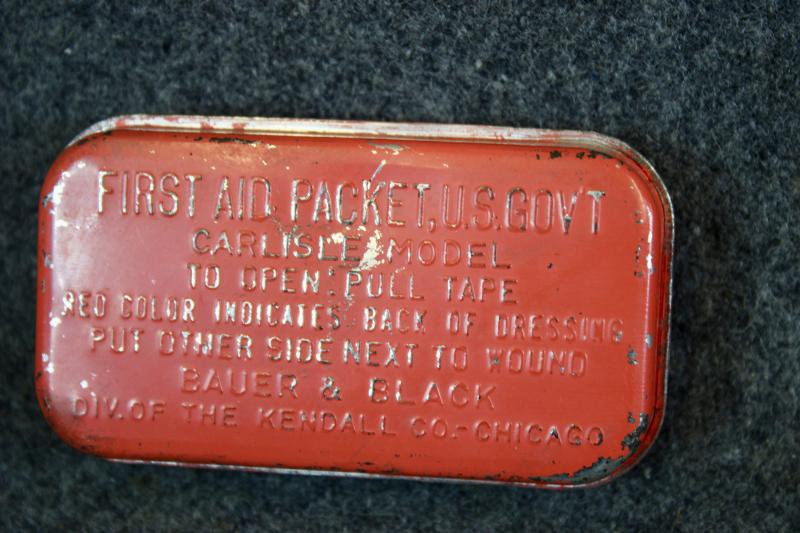 FIRST AID PACKET, U.S. GOV'T
CARLISLE MODEL
TO OPEN: PULL TAPE
RED COLOR INDICATES BACK OF DRESSING
PUT OTHER SIDE NEXT TO WOUND
BAUER & BLACK
DIV. OF THE KENDALL CO.-CHICAGO